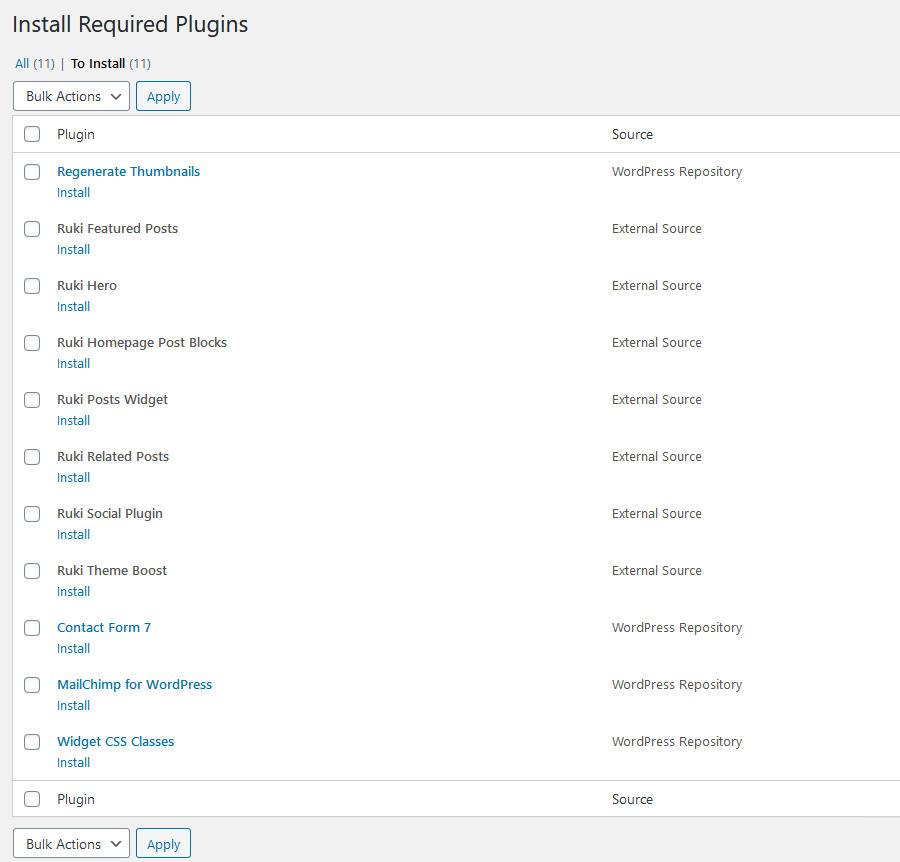 Install Required Plugins
All (11) | To Install (11)
Bulk Actions Apply
Plugin Source
Regenerate Thumbnails WordPress Repository
Install
Ruki Featured Posts External Source
Install
Ruki Hero External Source
Install
Ruki Homepage Post Blocks External Source
Install
Ruki Posts Widget External Source
Install
Ruki Related Posts External Source
Install
Ruki Social Plugin External Source
Install
Ruki Theme Boost External Source
Install
Contact Form 7 WordPress Repository
Install
MailChimp for WordPress WordPress Repository
Install
Widget CSS Classes WordPress Repository
Install
Plugin Source
Bulk Actions Apply